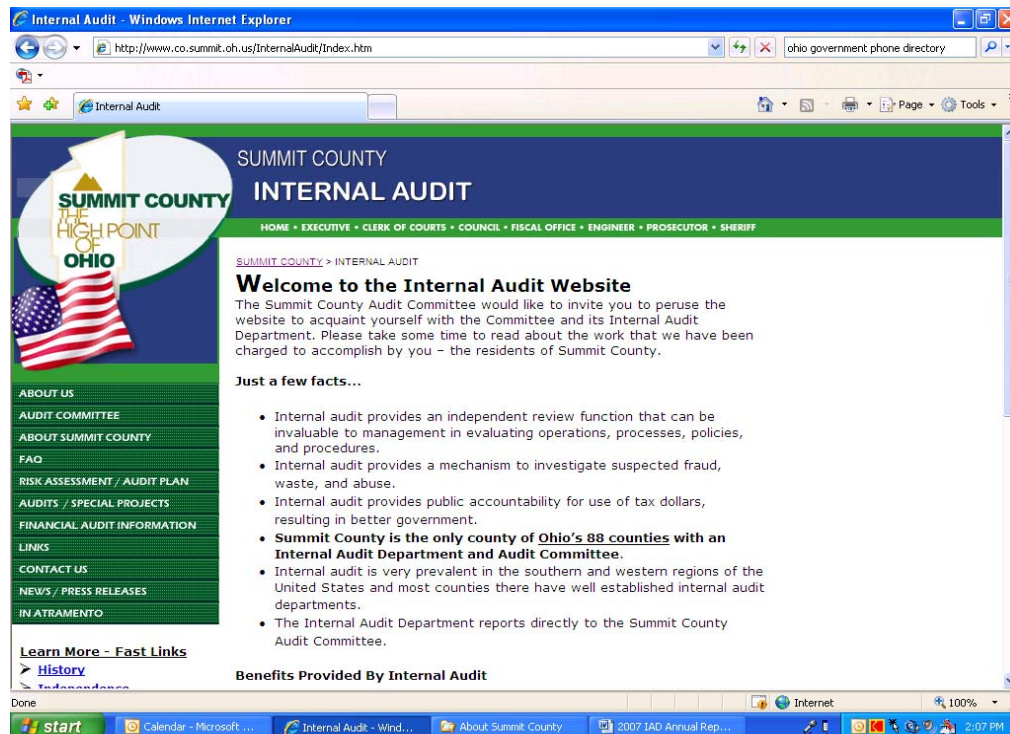 Internal Audit - Windows Internet Explorer
http://www.co.summit.oh.us/InternalAudit/Index.htm
ohio government phone directory
Internal Audit
Page
Tools
SUMMIT COUNTY
THE
HIGH POINT
OF
OHIO
SUMMIT COUNTY
INTERNAL AUDIT
HOME • EXECUTIVE • CLERK OF COURTS • COUNCIL • FISCAL OFFICE • ENGINEER • PROSECUTOR • SHERIFF
SUMMIT COUNTY > INTERNAL AUDIT
Welcome to the Internal Audit Website
The Summit County Audit Committee would like to invite you to peruse the
website to acquaint yourself with the Committee and its Internal Audit
Department. Please take some time to read about the work that we have been
charged to accomplish by you – the residents of Summit County.
Just a few facts...
• Internal audit provides an independent review function that can be
invaluable to management in evaluating operations, processes, policies,
and procedures.
• Internal audit provides a mechanism to investigate suspected fraud,
waste, and abuse.
• Internal audit provides public accountability for use of tax dollars,
resulting in better government.
• Summit County is the only county of Ohio's 88 counties with an
Internal Audit Department and Audit Committee.
• Internal audit is very prevalent in the southern and western regions of the
United States and most counties there have well established internal audit
departments.
• The Internal Audit Department reports directly to the Summit County
Audit Committee.
Benefits Provided By Internal Audit
ABOUT US
AUDIT COMMITTEE
ABOUT SUMMIT COUNTY
FAQ
RISK ASSESSMENT / AUDIT PLAN
AUDITS / SPECIAL PROJECTS
FINANCIAL AUDIT INFORMATION
LINKS
CONTACT US
NEWS / PRESS RELEASES
IN ATRAMENTO
Learn More - Fast Links
➢ History
➢ Independence
Done
Internet
100%
start
Calendar - Microsoft ...
Internal Audit - Wind...
About Summit County
2007 IAD Annual Rep...
2:07 PM